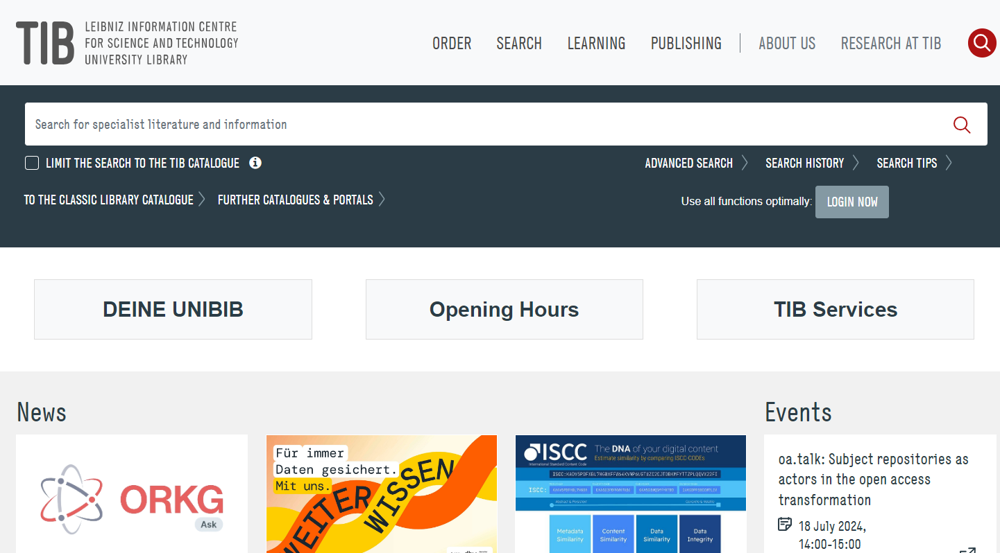 TIB
LEIBNIZ INFORMATION CENTRE
FOR SCIENCE AND TECHNOLOGY
UNIVERSITY LIBRARY
ORDER SEARCH LEARNING PUBLISHING ABOUT US RESEARCH AT TIB
Search for specialist literature and information
LIMIT THE SEARCH TO THE TIB CATALOGUE
ADVANCED SEARCH SEARCH HISTORY SEARCH TIPS
TO THE CLASSIC LIBRARY CATALOGUE FURTHER CATALOGUES & PORTALS
Use all functions optimally: LOGIN NOW
DEINE UNIBIB Opening Hours TIB Services
News
ORKG
Ask
Für immer
Daten gesichert.
Mit uns.
WEITER
WISSEN
ISCC
International Standard Content Code
The DNA of your digital content
Estimate similarity by comparing ISCC-CODEs
ISCC:
Metadata
Similarity
Content
Similarity
Data
Similarity
Data
Integrity
Events
oa.talk: Subject repositories as
actors in the open access
transformation
18 July 2024,
14:00-15:00